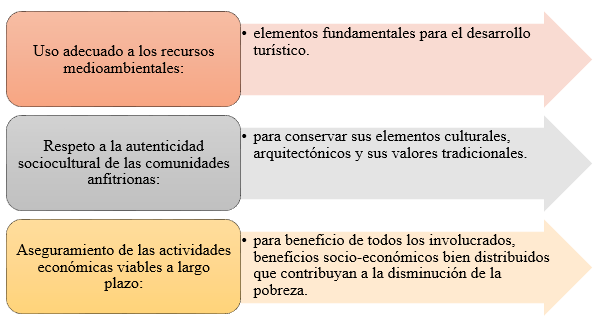 Uso adecuado a los recursos
medioambientales:
• elementos fundamentales para el desarrollo
turístico.
Respeto a la autenticidad
sociocultural de las comunidades
anfitrionas:
• para conservar sus elementos culturales,
arquitectónicos y sus valores tradicionales.
Aseguramiento de las actividades
económicas viables a largo
plazo:
• para beneficio de todos los involucrados,
beneficios socio-económicos bien distribuidos
que contribuyan a la disminución de la
pobreza.